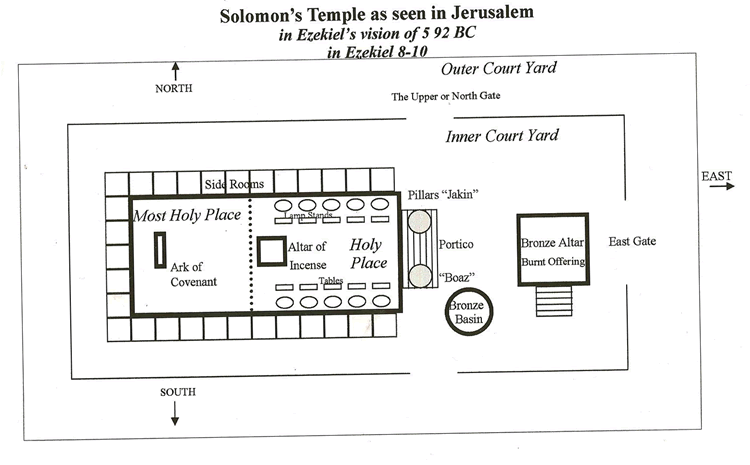 Solomon's Temple as seen in Jerusalem
in Ezekiel's vision of 5 92 BC
in Ezekiel 8-10
Outer Court Yard
NORTH
The Upper or North Gate
Inner Court Yard
EAST
Side Rooms
Pillars "Jakin"
Most Holy Place
Lamp Stands
Altar of
Incense
Holy
Place
Portico
Bronze Altar
Burnt Offering
East Gate
Ark of
Covenant
Tables
"Boaz"
Bronze
Basin
SOUTH